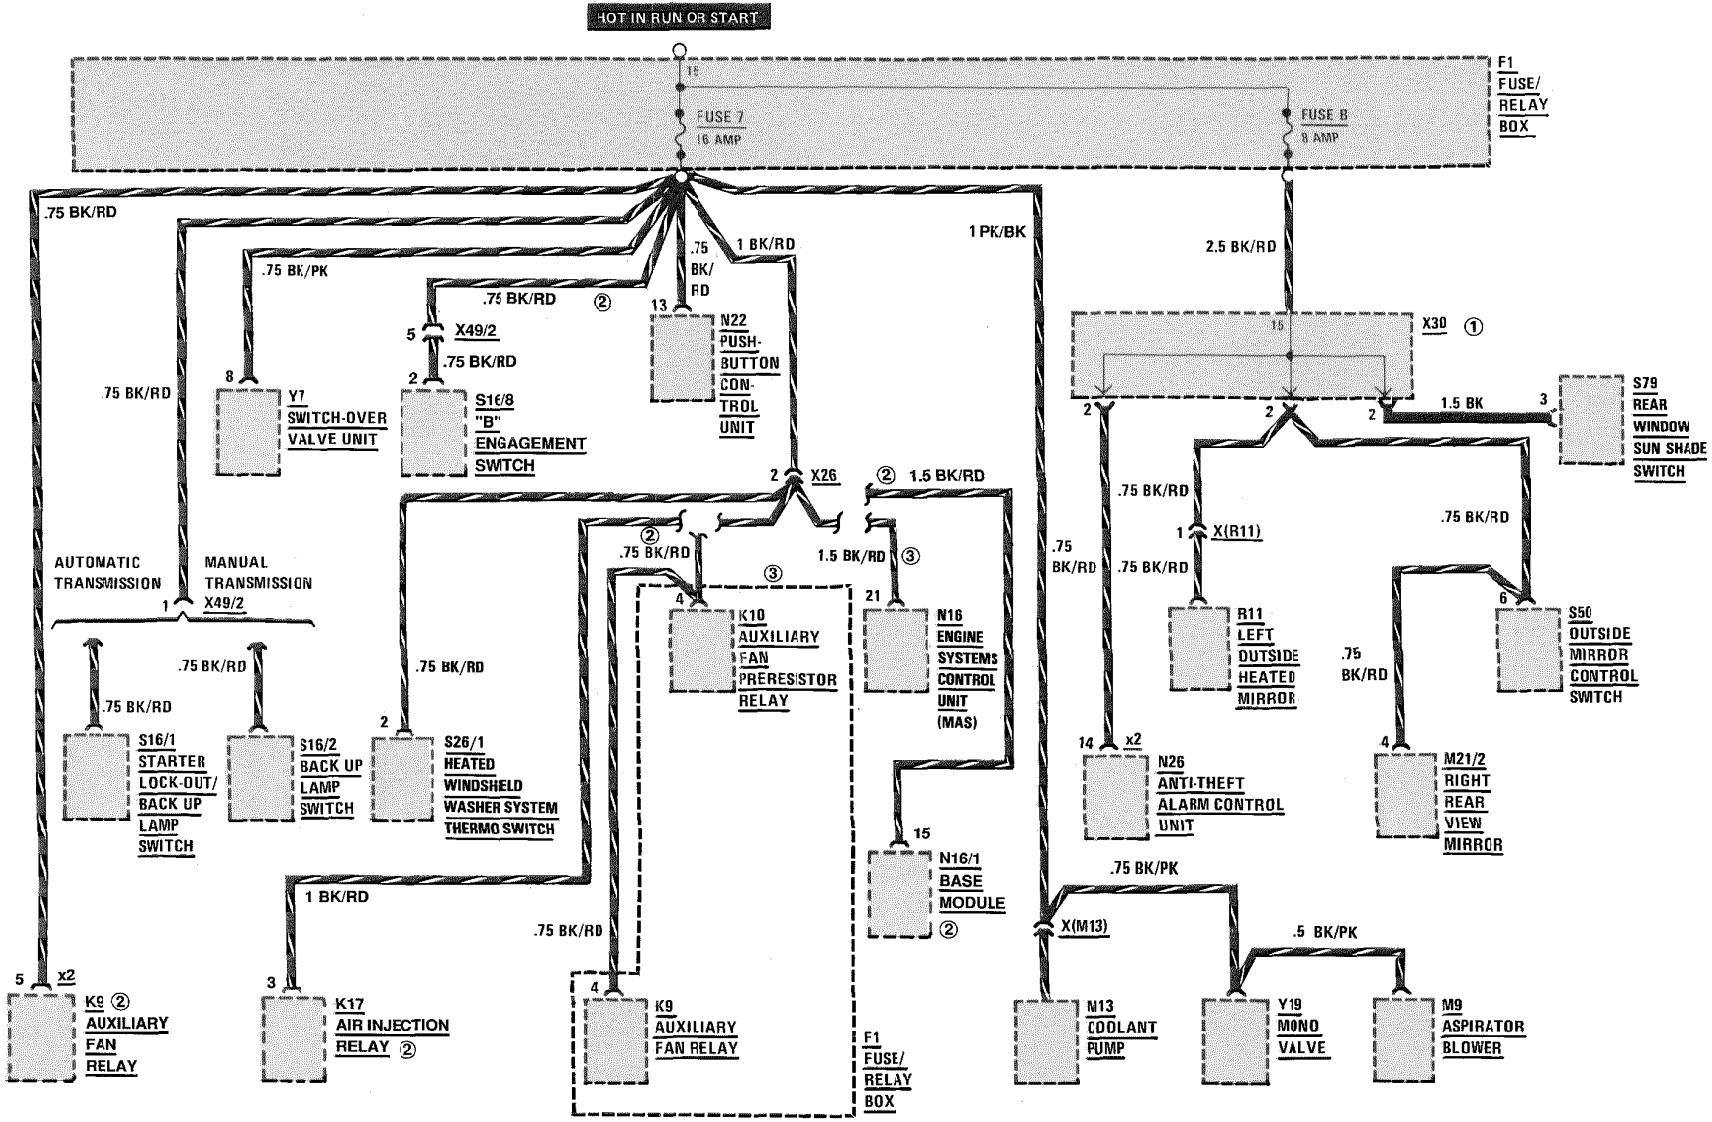 HOT IN RUN OR START
15
FUSE 7
16 AMP
FUSE B
8 AMP
F1
FUSE/
RELAY
BOX
.75 BK/RD
.75 BK/PK
.75 BK/RD
②
.75
BK/
RD
1 BK/RD
1 PK/BK
2.5 BK/RD
5
X49/2
.75 BK/RD
13
N22
PUSH-
BUTTON
CON-
TROL
UNIT
15
X30
①
.75 BK/RD
8
Y7
SWITCH-OVER
VALVE UNIT
2
S16/8
"B"
ENGAGEMENT
SWITCH
2
2
2
1.5 BK
3
S79
REAR
WINDOW
SUN SHADE
SWITCH
2
X26
②
1.5 BK/RD
.75 BK/RD
.75 BK/RD
1
X(R11)
②
.75 BK/RD
1.5 BK/RD
③
.75
BK/RD
.75 BK/RD
AUTOMATIC
TRANSMISSION
MANUAL
TRANSMISSION
1
X49/2
③
4
K10
AUXILIARY
FAN
PRERESISTOR
RELAY
21
N16
ENGINE
SYSTEMS
CONTROL
UNIT
(MAS)
R11
LEFT
OUTSIDE
HEATED
MIRROR
6
S50
OUTSIDE
MIRROR
CONTROL
SWITCH
.75 BK/RD
.75 BK/RD
.75
BK/RD
.75 BK/RD
S16/1
STARTER
LOCK-OUT/
BACK UP
LAMP
SWITCH
S16/2
BACK UP
LAMP
SWITCH
2
S26/1
HEATED
WINDSHIELD
WASHER SYSTEM
THERMO SWITCH
14
x2
N26
ANTI-THEFT
ALARM CONTROL
UNIT
4
M21/2
RIGHT
REAR
VIEW
MIRROR
15
N16/1
BASE
MODULE
②
.75 BK/PK
1 BK/RD
.75 BK/RD
X(M13)
.5 BK/PK
5
x2
K9 ②
AUXILIARY
FAN
RELAY
3
K17
AIR INJECTION
RELAY ②
4
K9
AUXILIARY
FAN RELAY
F1
FUSE/
RELAY
BOX
N13
COOLANT
PUMP
Y19
MONO
VALVE
M9
ASPIRATOR
BLOWER